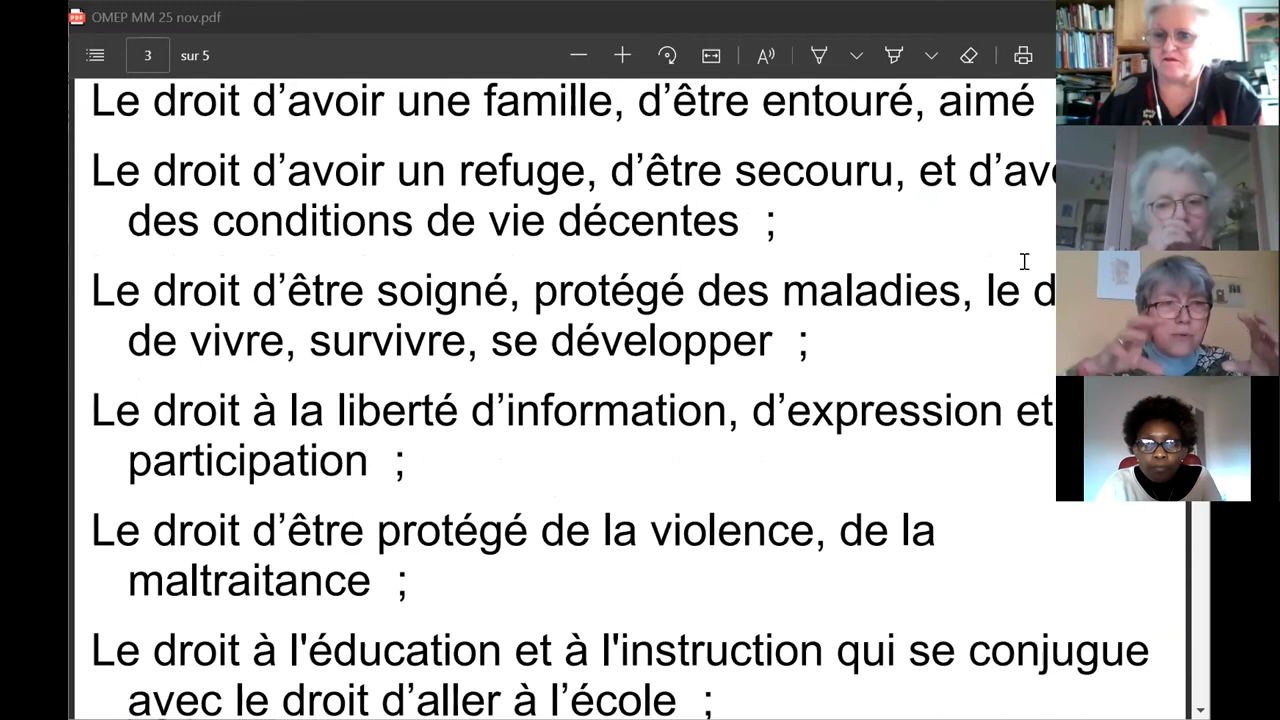 OMEP MM 25 nov.pdf
3 sur 5
Le droit d’avoir une famille, d’être entouré, aimé
Le droit d’avoir un refuge, d’être secouru, et
des conditions de vie décentes ;
Le droit d’être soigné, protégé des maladies, le
de vivre, survivre, se développer ;
Le droit à la liberté d’information, d’expression et
participation ;
Le droit d’être protégé de la violence, de la
maltraitance ;
Le droit à l'éducation et à l'instruction qui se conjugue
avec le droit d’aller à l’école ;